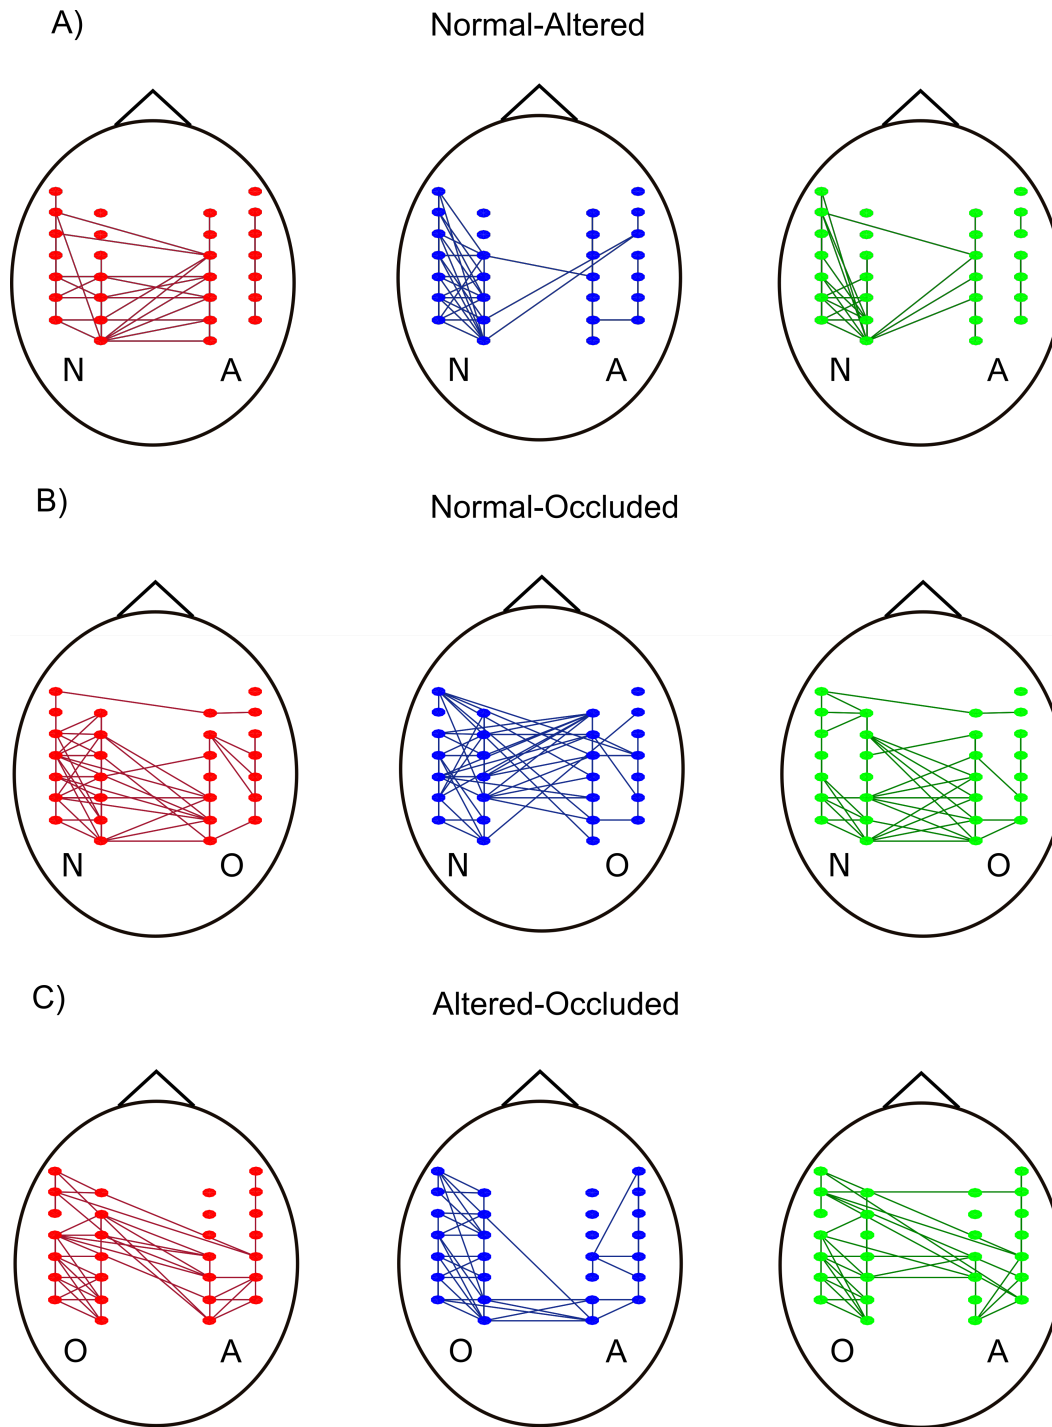 A)
Normal-Altered
N A
N A
N A
B)
Normal-Occluded
N O
N O
N O
C)
Altered-Occluded
O A
O A
O A